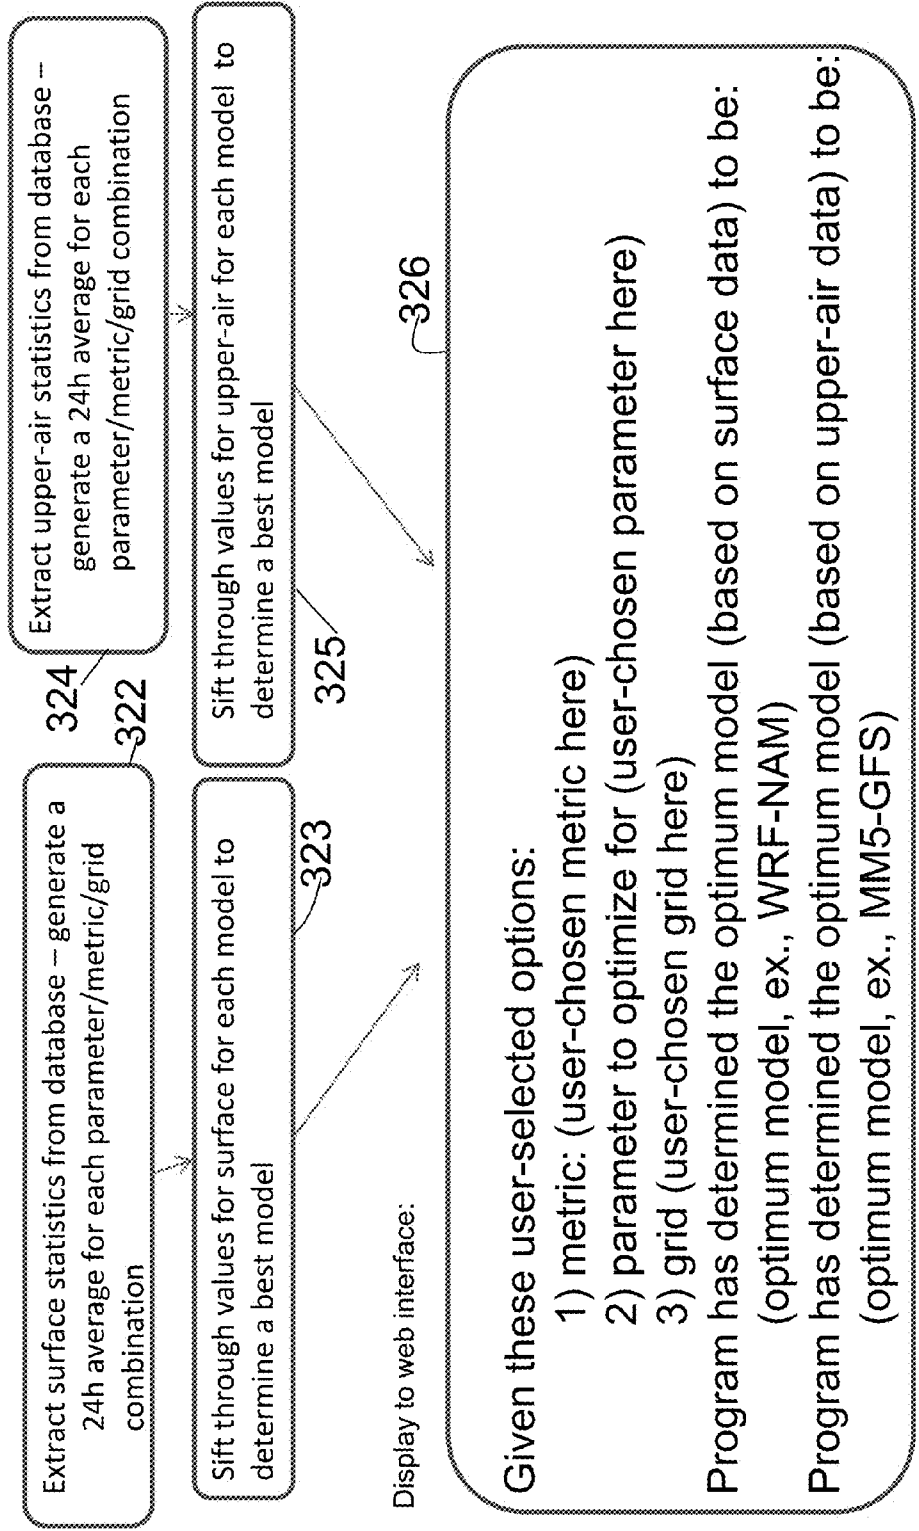 Extract surface statistics from database – generate a
24h average for each parameter/metric/grid
combination
322
Extract upper-air statistics from database –
generate a 24h average for each
parameter/metric/grid combination
324
Sift through values for surface for each model to
determine a best model
323
Sift through values for upper-air for each model to
determine a best model
325
Display to web interface:
326
Given these user-selected options:
1) metric: (user-chosen metric here)
2) parameter to optimize for (user-chosen parameter here)
3) grid (user-chosen grid here)
Program has determined the optimum model (based on surface data) to be:
(optimum model, ex., WRF-NAM)
Program has determined the optimum model (based on upper-air data) to be:
(optimum model, ex., MM5-GFS)